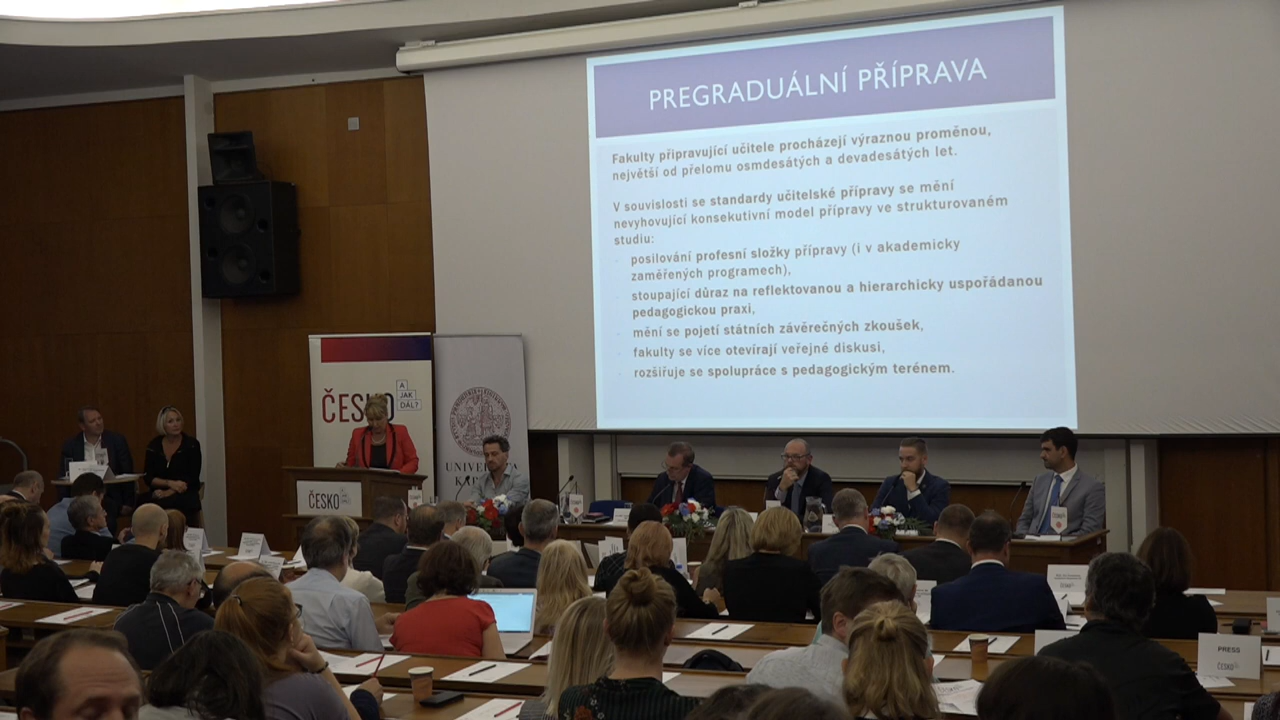 PREGRADUÁLNÍ PŘÍPRAVA
Fakulty připravující učitele procházejí výraznou proměnou,
největší od přelomu osmdesátých a devadesátých let.
V souvislosti se standardy učitelské přípravy se mění
nevyhovující konsekutivní model přípravy ve strukturovaném
studiu:
- posilování profesní složky přípravy (i v akademicky
zaměřených programech),
- stoupající důraz na reflektovanou a hierarchicky uspořádanou
pedagogickou praxi,
- mění se pojetí státních závěrečných zkoušek,
- fakulty se více otevírají veřejné diskusi,
- rozšiřuje se spolupráce s pedagogickým terénem.
ČESKO
A
JAK
DÁL?
UNIVERZITA
ČESKO
PRESS
ČESKO